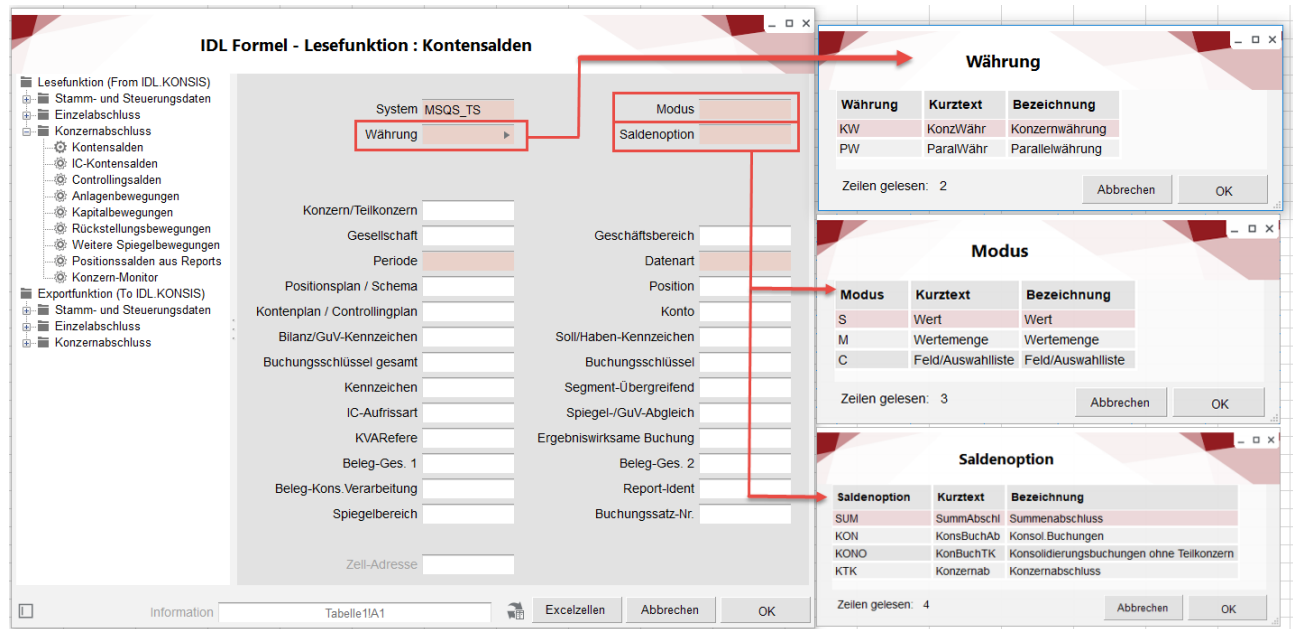 IDL Formel - Lesefunktion : Kontensalden
Lesefunktion (From IDL.KONSIS)
Stamm- und Steuerungsdaten
Einzelabschluss
Konzernabschluss
Kontensalden
IC-Kontensalden
Controllingsalden
Anlagenbewegungen
Kapitalbewegungen
Rückstellungsbewegungen
Weitere Spiegelbewegungen
Positionssalden aus Reports
Konzern-Monitor
Exportfunktion (To IDL.KONSIS)
Stamm- und Steuerungsdaten
Einzelabschluss
Konzernabschluss
System MSQS_TS Modus
Währung Saldenoption
Konzern/Teilkonzern
Gesellschaft Geschäftsbereich
Periode Datenart
Positionsplan / Schema Position
Kontenplan / Controllingplan Konto
Bilanz/GuV-Kennzeichen Soll/Haben-Kennzeichen
Buchungsschlüssel gesamt Buchungsschlüssel
Kennzeichen Segment-Übergreifend
IC-Aufrissart Spiegel-/GuV-Abgleich
KVARefere Ergebniswirksame Buchung
Beleg-Ges. 1 Beleg-Ges. 2
Beleg-Kons.Verarbeitung Report-Ident
Spiegelbereich Buchungssatz-Nr.
Zell-Adresse
Information Tabelle1!A1 Excelzellen Abbrechen OK
Währung
Währung Kurztext Bezeichnung
KW KonzWähr Konzernwährung
PW ParalWähr Parallelwährung
Zeilen gelesen: 2 Abbrechen OK
Modus
Modus Kurztext Bezeichnung
S Wert Wert
M Wertemenge Wertemenge
C Feld/Auswahlliste Feld/Auswahlliste
Zeilen gelesen: 3 Abbrechen OK
Saldenoption
Saldenoption Kurztext Bezeichnung
SUM SummAbschl Summenabschluss
KON KonsBuchAb Konsol.Buchungen
KONO KonBuchTK Konsolidierungsbuchungen ohne Teilkonzern
KTK Konzernab Konzernabschluss
Zeilen gelesen: 4 Abbrechen OK